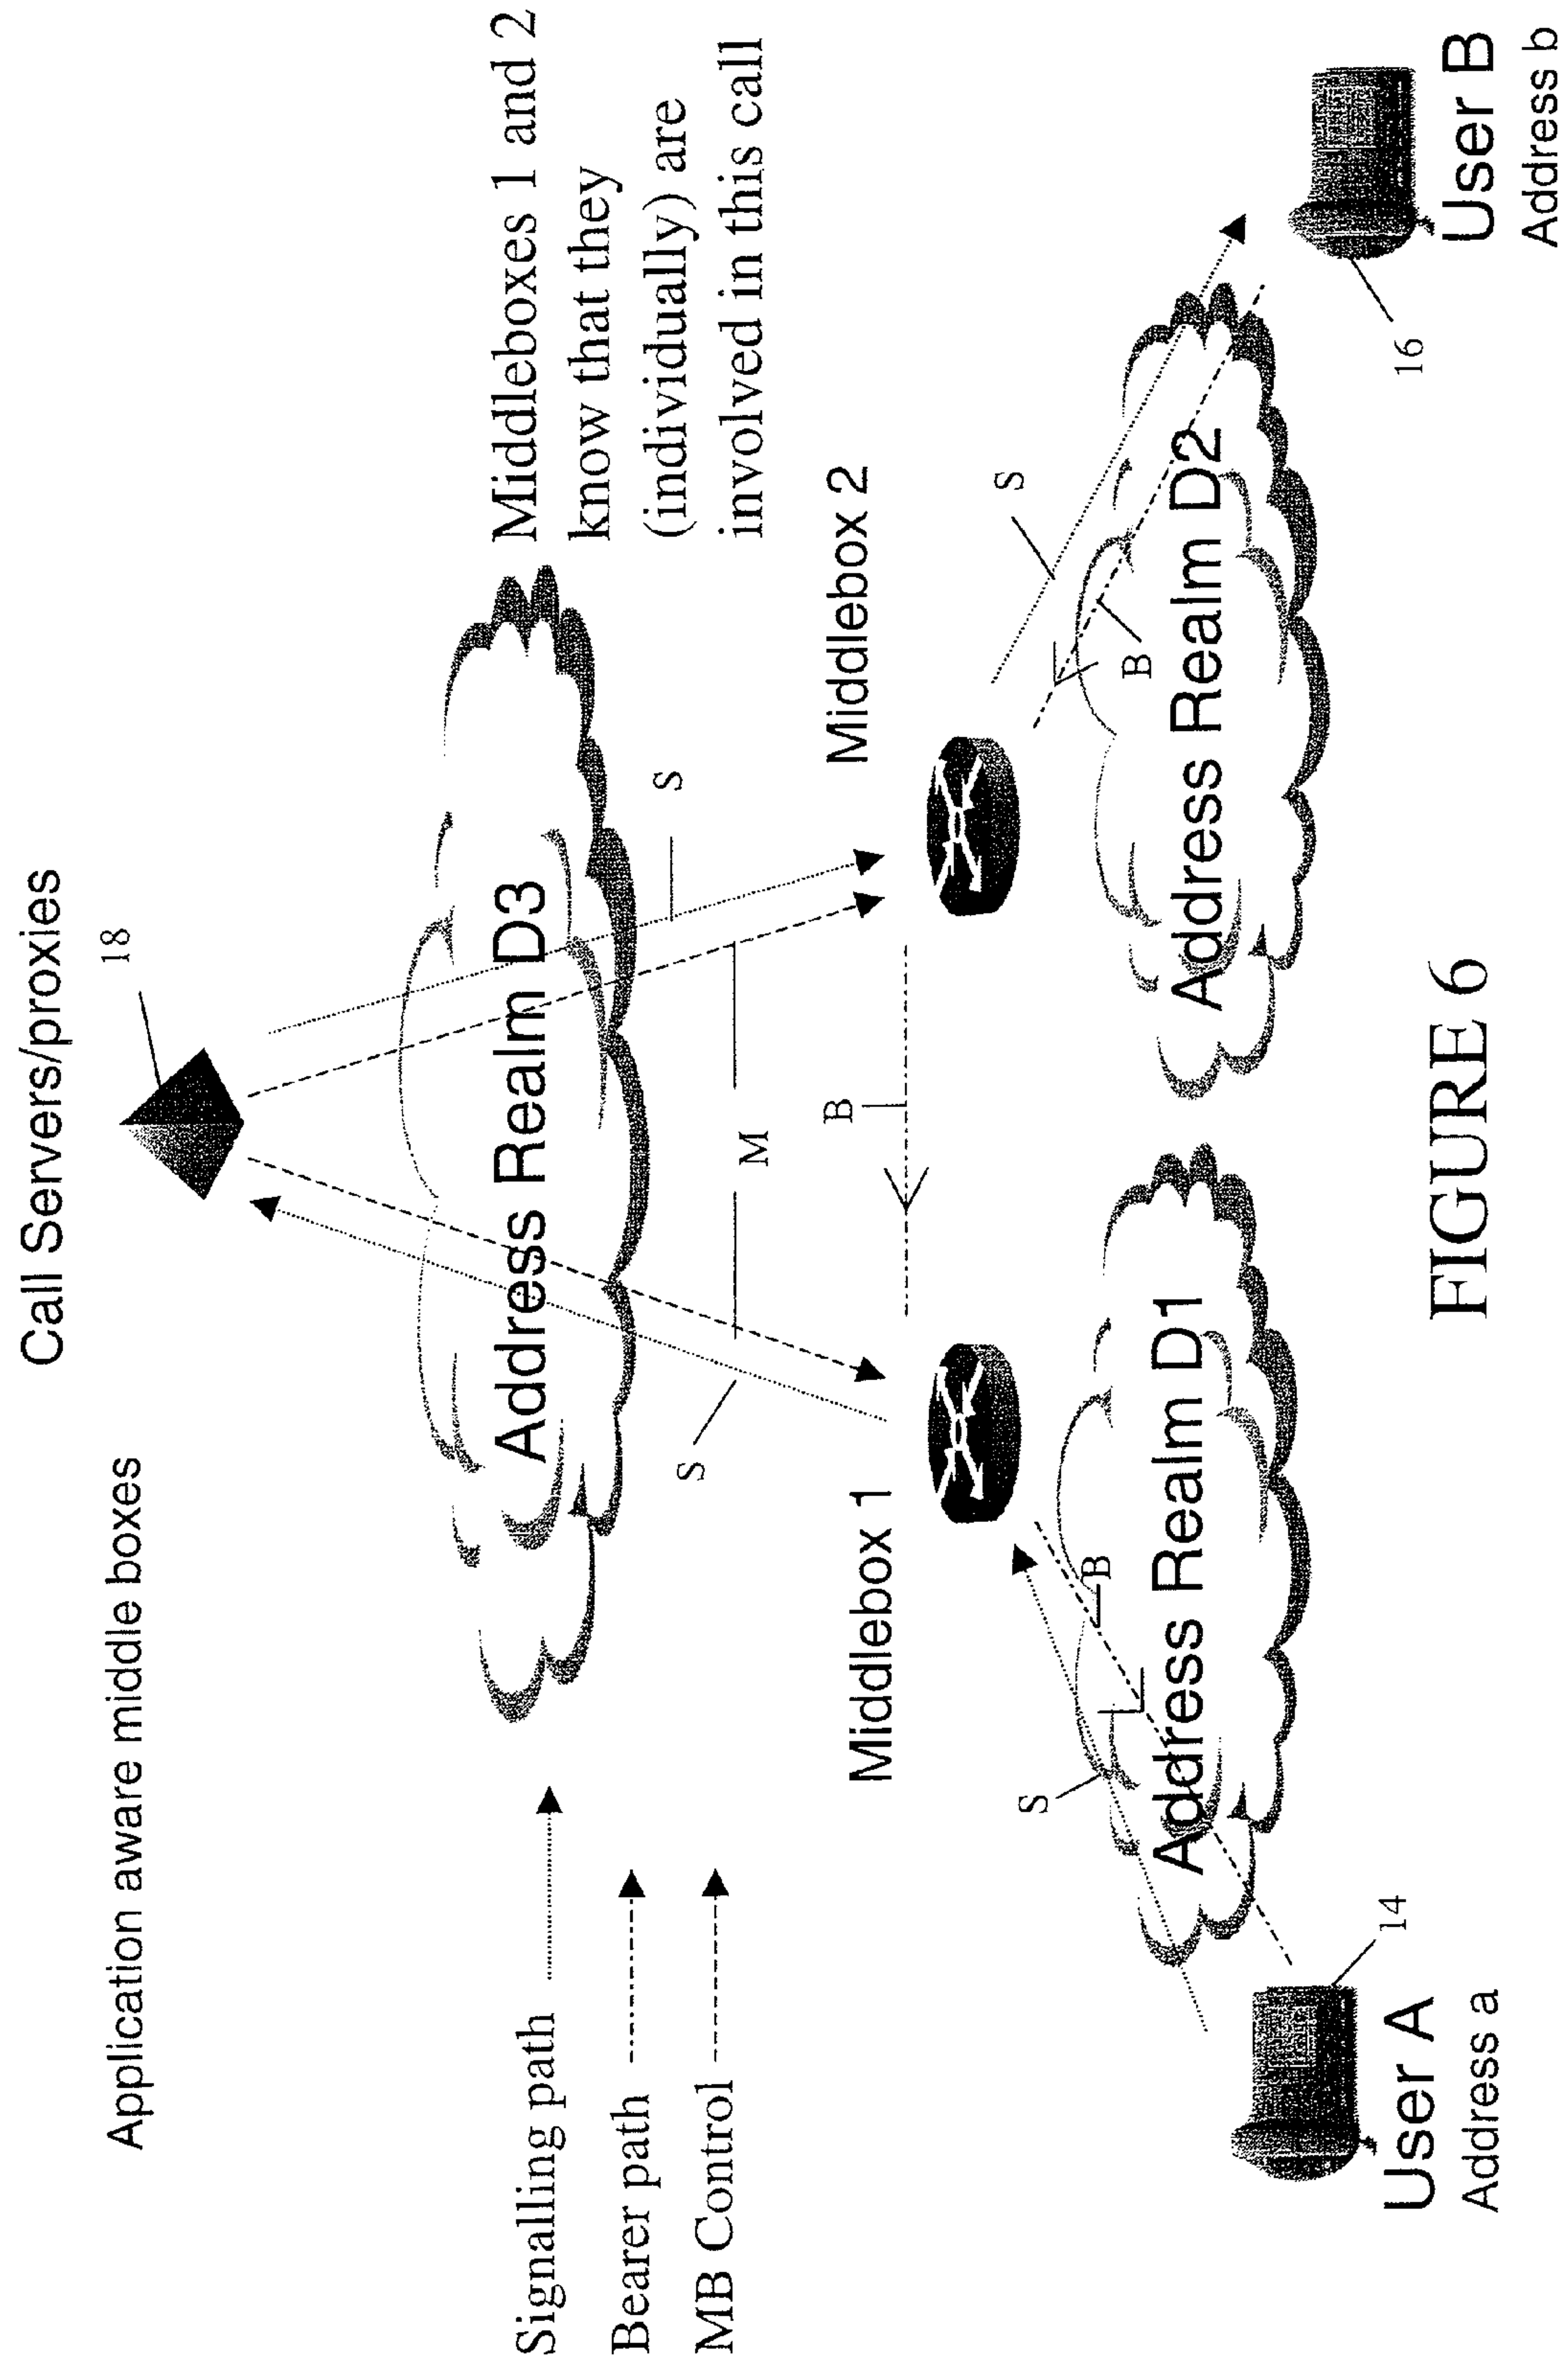 Call Servers/proxies
18
Application aware middle boxes
Signalling path
Bearer path
MB Control
Address Realm D3
Middleboxes 1 and 2
know that they
(individually) are
involved in this call
S
M
S
B
Middlebox 1
Middlebox 2
S
B
S
B
Address Realm D1
Address Realm D2
14
User A
Address a
16
User B
Address b
FIGURE 6